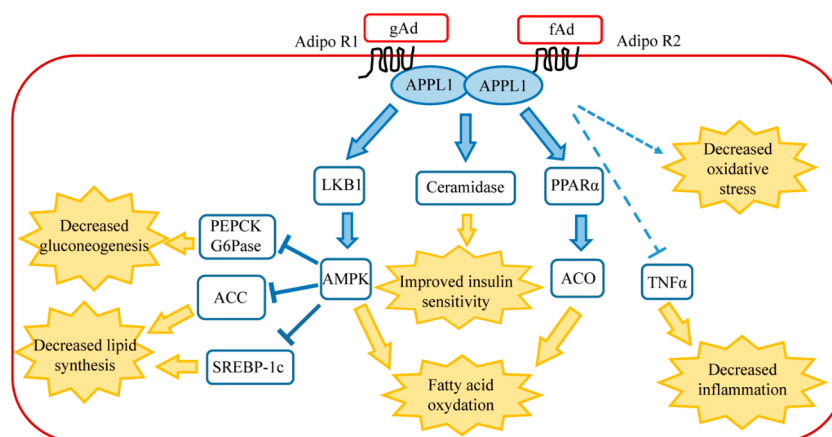 gAd
fAd
Adipo R1
Adipo R2
APPL1
APPL1
Decreased
oxidative
stress
LKB1
Ceramidase
PPARα
Decreased
gluconeogenesis
PEPCK
G6Pase
AMPK
Improved insulin
sensitivity
ACO
TNFα
ACC
Decreased lipid
synthesis
SREBP-1c
Fatty acid
oxydation
Decreased
inflammation